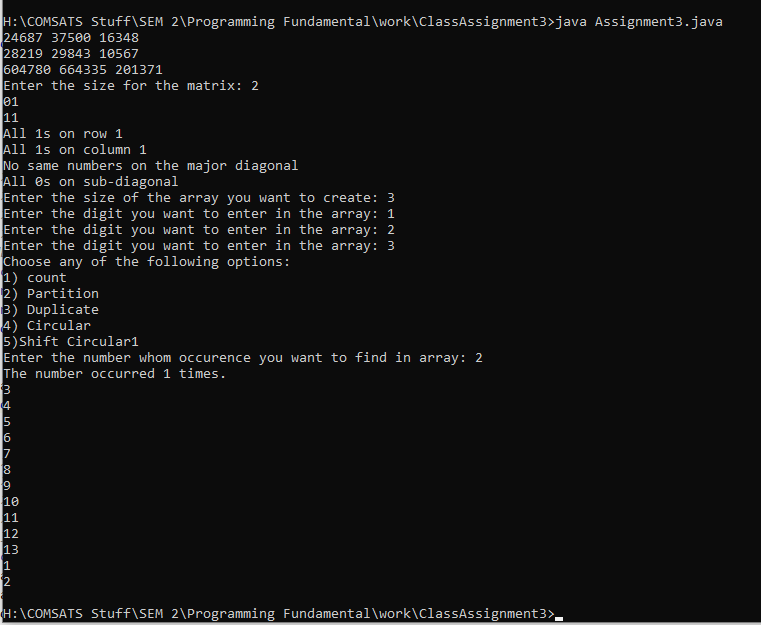 H:\COMSATS Stuff\SEM 2\Programming Fundamental\work\ClassAssignment3>java Assignment3.java
24687 37500 16348
28219 29843 10567
604780 664335 201371
Enter the size for the matrix: 2
01
11
All 1s on row 1
All 1s on column 1
No same numbers on the major diagonal
All 0s on sub-diagonal
Enter the size of the array you want to create: 3
Enter the digit you want to enter in the array: 1
Enter the digit you want to enter in the array: 2
Enter the digit you want to enter in the array: 3
Choose any of the following options:
1) count
2) Partition
3) Duplicate
4) Circular
5)Shift Circular1
Enter the number whom occurence you want to find in array: 2
The number occurred 1 times.
3
4
5
6
7
8
9
10
11
12
13
1
2
H:\COMSATS Stuff\SEM 2\Programming Fundamental\work\ClassAssignment3>